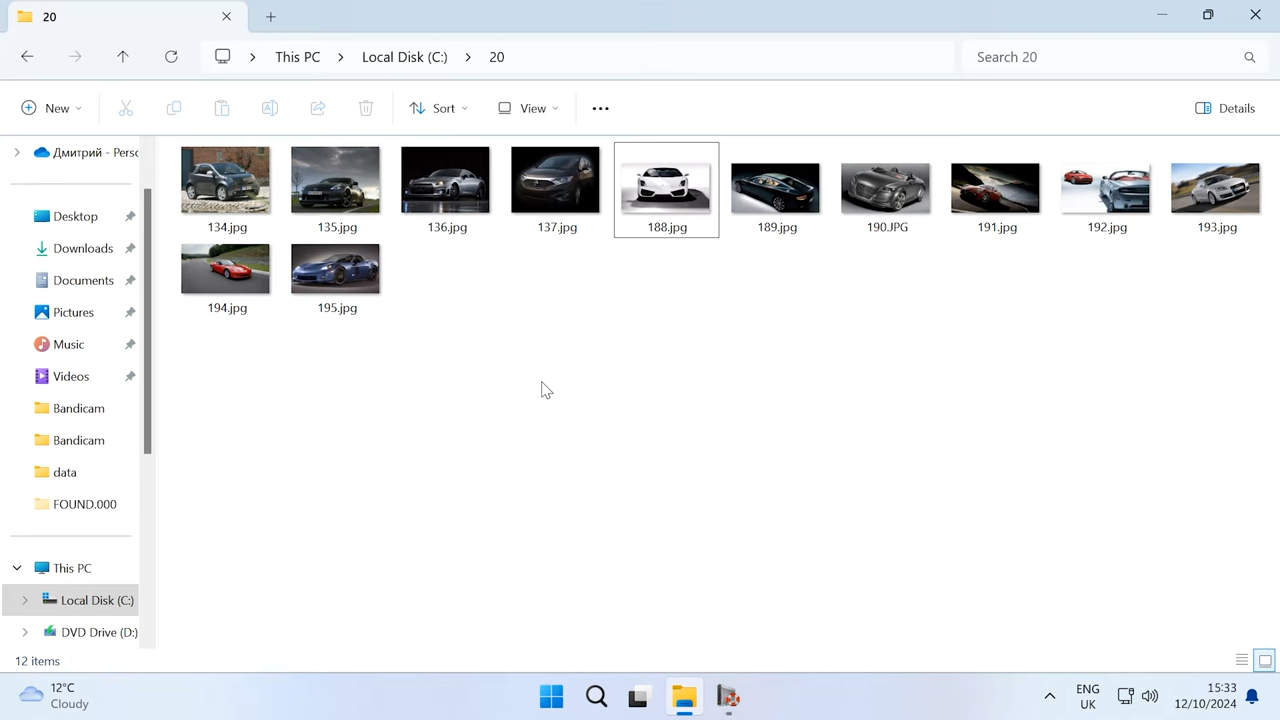 20
This PC
Local Disk (C:)
20
Search 20
New
Sort
View
Details
Дмитрий - Persc
Desktop
Downloads
Documents
Pictures
Music
Videos
Bandicam
Bandicam
data
FOUND.000
This PC
Local Disk (C:)
DVD Drive (D:)
134.jpg
135.jpg
136.jpg
137.jpg
188.jpg
189.jpg
190.JPG
191.jpg
192.jpg
193.jpg
194.jpg
195.jpg
12 items
12°C
Cloudy
ENG
UK
15:33
12/10/2024